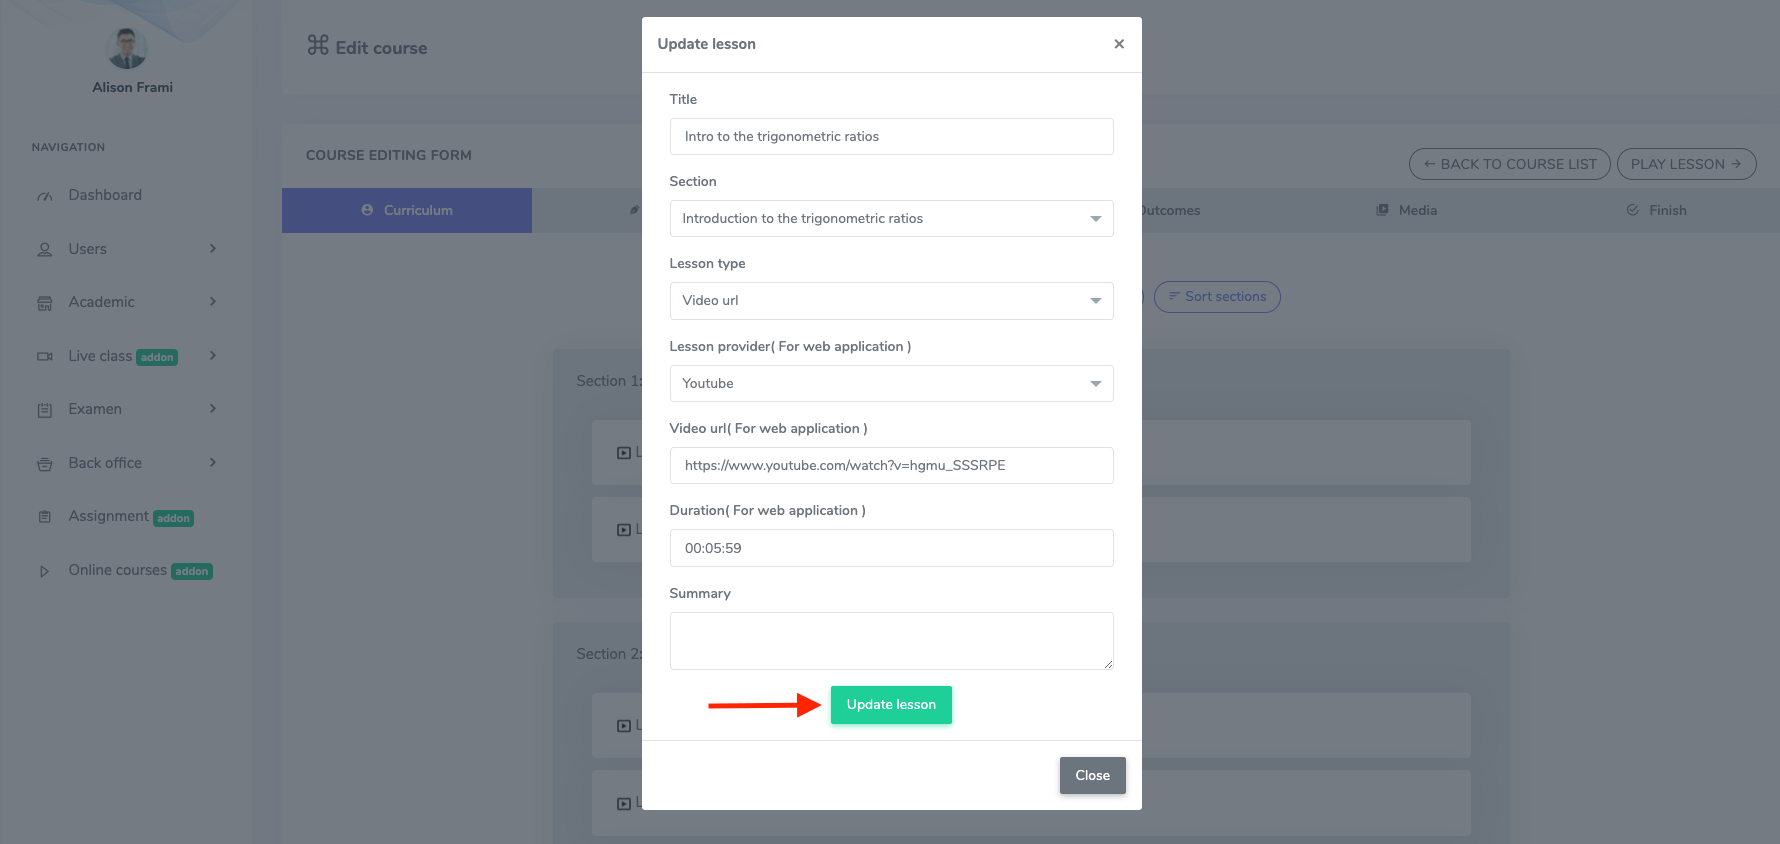 Alison Frami
NAVIGATION
Dashboard
Users
Academic
Live class addon
Examen
Back office
Assignment addon
Online courses addon
Edit course
COURSE EDITING FORM
← BACK TO COURSE LIST
PLAY LESSON →
Curriculum
Outcomes
Media
Finish
Sort sections
Section 1:
L
L
Section 2:
L
L
Update lesson
×
Title
Intro to the trigonometric ratios
Section
Introduction to the trigonometric ratios
Lesson type
Video url
Lesson provider( For web application )
Youtube
Video url( For web application )
https://www.youtube.com/watch?v=hgmu_SSSRPE
Duration( For web application )
00:05:59
Summary
Update lesson
Close